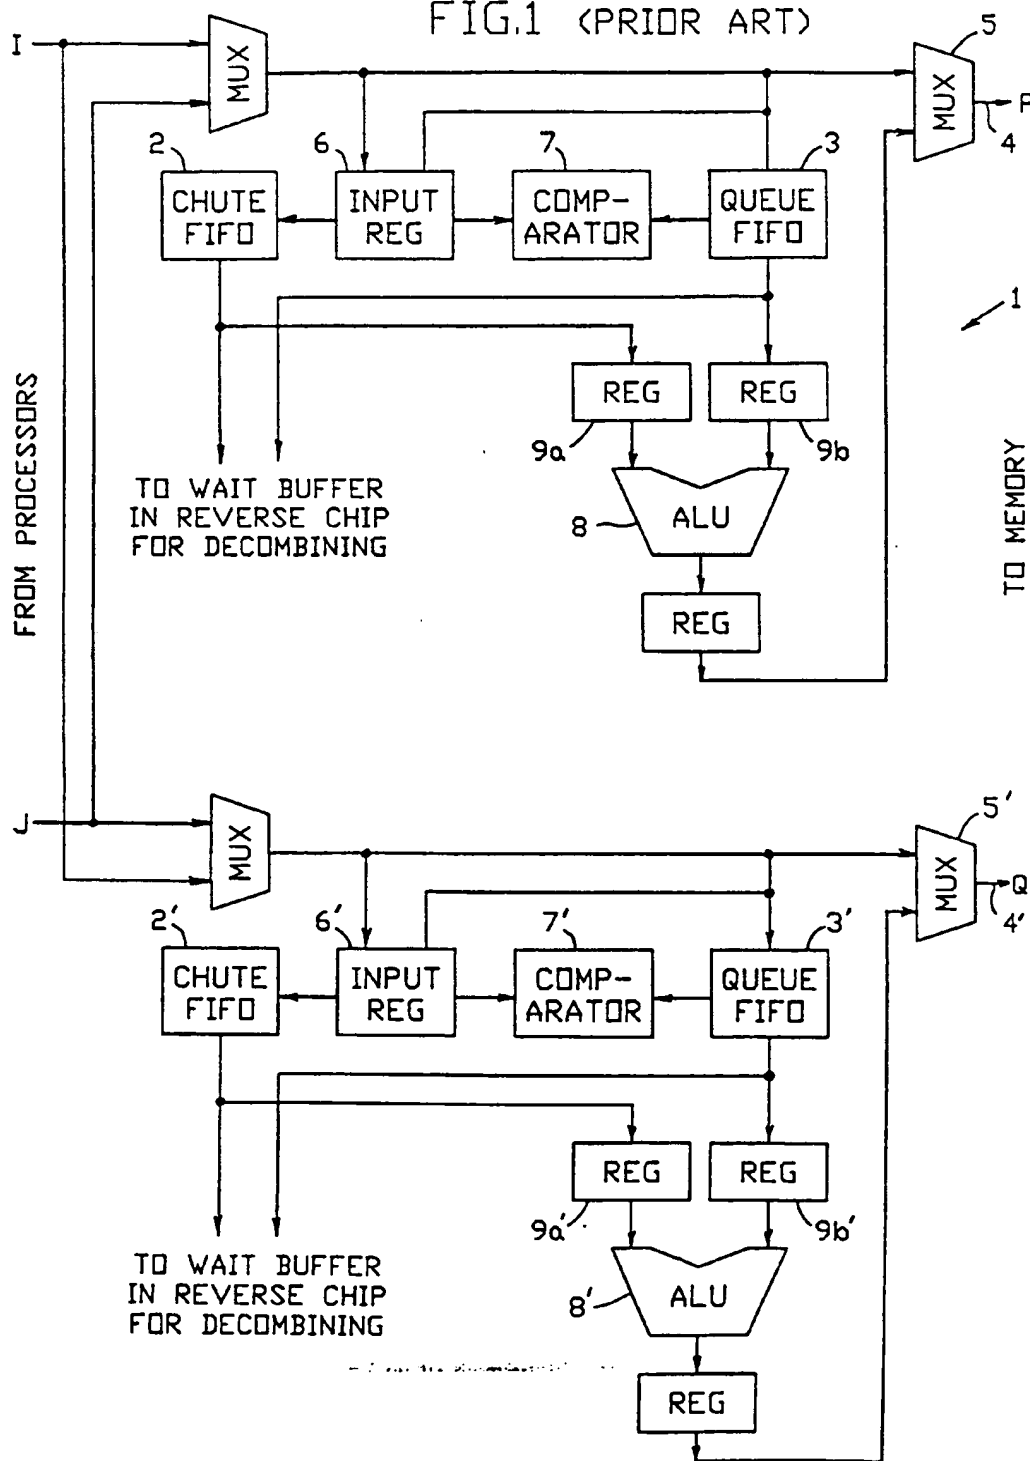 FIG.1 (PRIOR ART)
I
MUX
5
MUX
P
4
2
6
7
3
CHUTE
FIFO
INPUT
REG
COMP-
ARATOR
QUEUE
FIFO
1
REG
REG
9a
9b
FROM PROCESSORS
TO WAIT BUFFER
IN REVERSE CHIP
FOR DECOMBINING
8
ALU
TO MEMORY
REG
J
MUX
5'
MUX
Q
4'
2'
6'
7'
3'
CHUTE
FIFO
INPUT
REG
COMP-
ARATOR
QUEUE
FIFO
REG
REG
9a'
9b'
TO WAIT BUFFER
IN REVERSE CHIP
FOR DECOMBINING
8'
ALU
REG